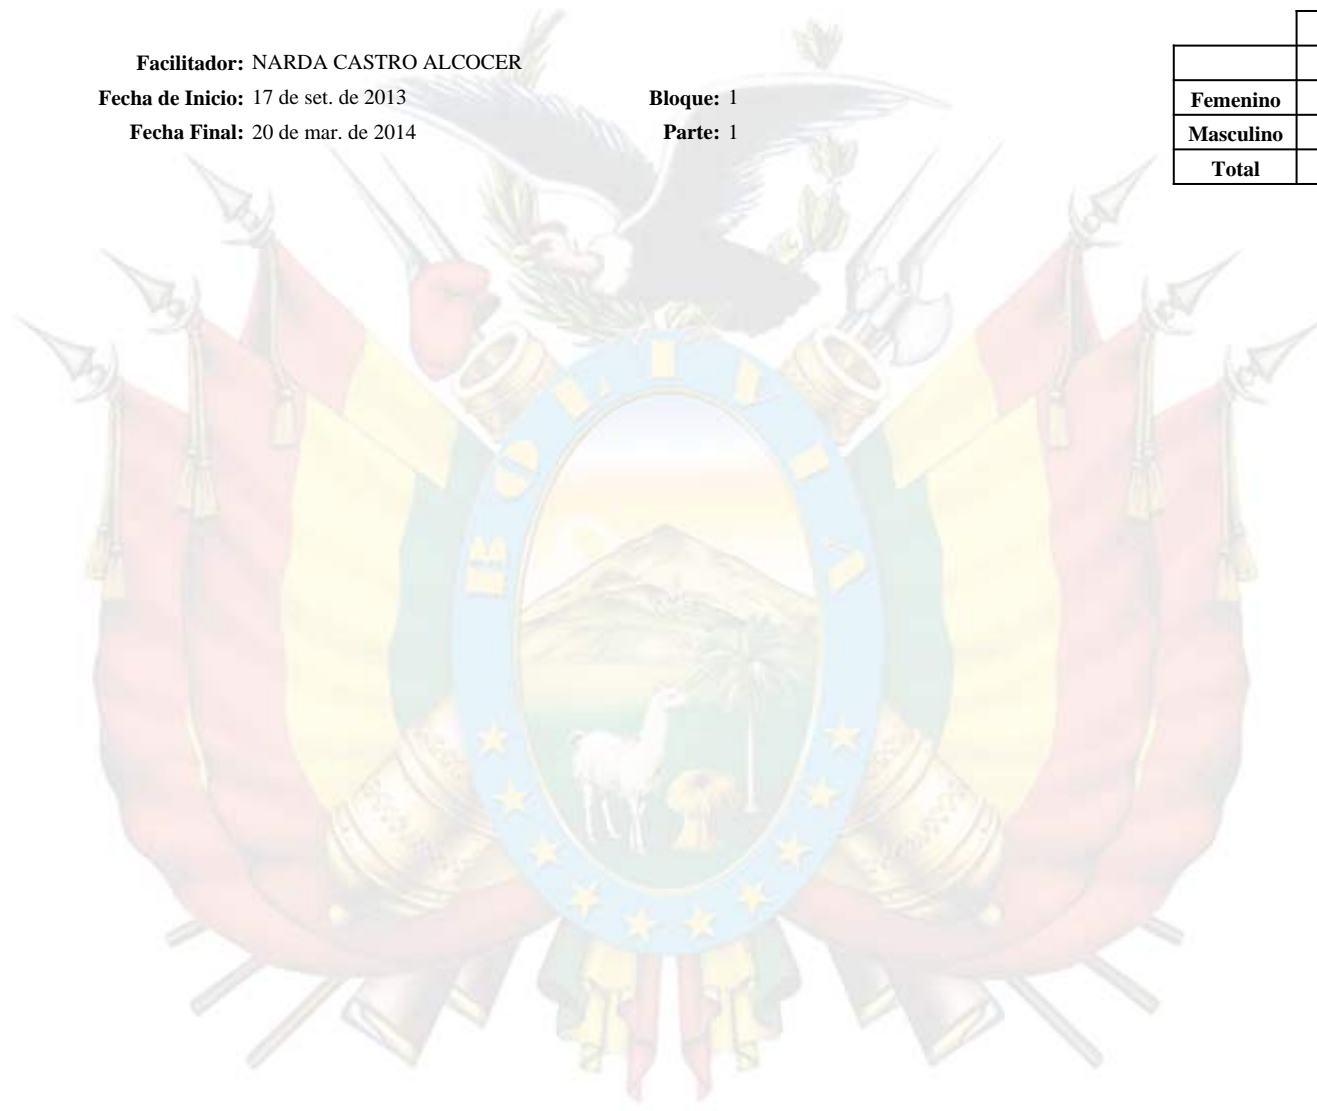 Facilitador: NARDA CASTRO ALCOCER
Fecha de Inicio: 17 de set. de 2013 Bloque: 1
Fecha Final: 20 de mar. de 2014 Parte: 1
Femenino
Masculino
Total
BOLIVIA